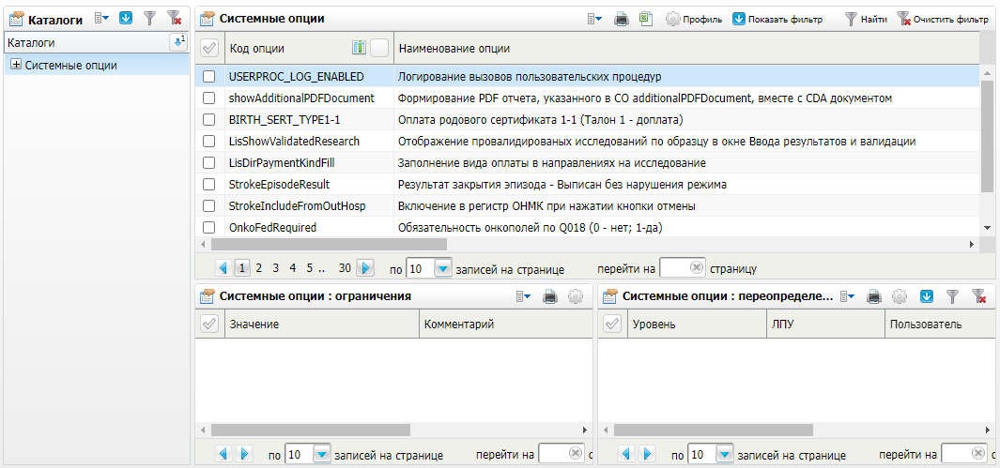 Каталоги
Каталоги
1
Системные опции
Системные опции
Профиль
Показать фильтр
Найти
Очистить фильтр
Код опции
Наименование опции
USERPROC_LOG_ENABLED
Логирование вызовов пользовательских процедур
showAdditionalPDFDocument
Формирование PDF отчета, указанного в СО additionalPDFDocument, вместе с CDA документом
BIRTH_SERT_TYPE1-1
Оплата родового сертификата 1-1 (Талон 1 - доплата)
LisShowValidatedResearch
Отображение провалидированых исследований по образцу в окне Ввода результатов и валидации
LisDirPaymentKindFill
Заполнение вида оплаты в направлениях на исследование
StrokeEpisodeResult
Результат закрытия эпизода - Выписан без нарушения режима
StrokeIncludeFromOutHosp
Включение в регистр ОНМК при нажатии кнопки отмены
OnkoFedRequired
Обязательность онкополей по Q018 (0 - нет; 1-да)
1 2 3 4 5 .. 30 по 10 записей на странице перейти на страницу
Системные опции : ограничения
Значение
Комментарий
по 10 записей на странице перейти на с
Системные опции : переопределе...
Уровень
ЛПУ
Пользователь
по 10 записей на странице перейти на с